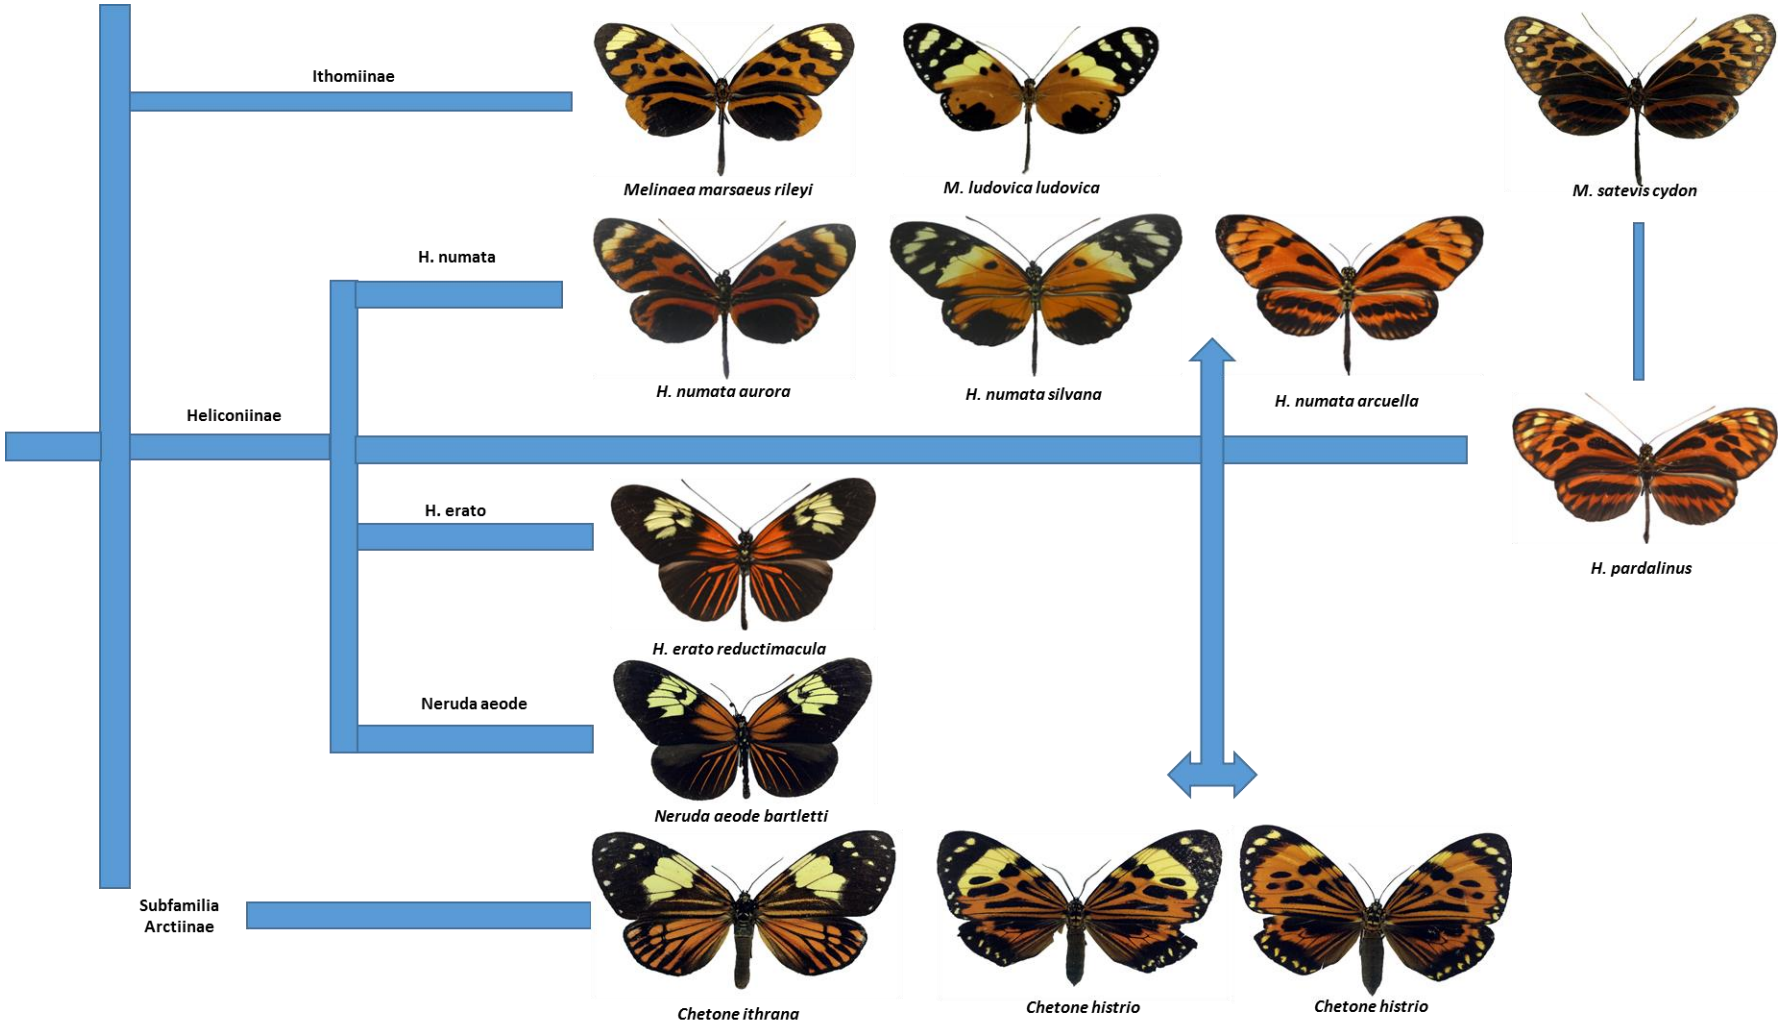 Ithomiinae
Melinaea marsaeus rileyi
M. ludovica ludovica
M. satevis cydon
H. numata
H. numata aurora
H. numata silvana
H. numata arcuella
Heliconiinae
H. erato
H. pardalinus
H. erato reductimacula
Neruda aeode
Neruda aeode bartletti
Subfamilia
Arctiinae
Chetone ithrana
Chetone histrio
Chetone histrio